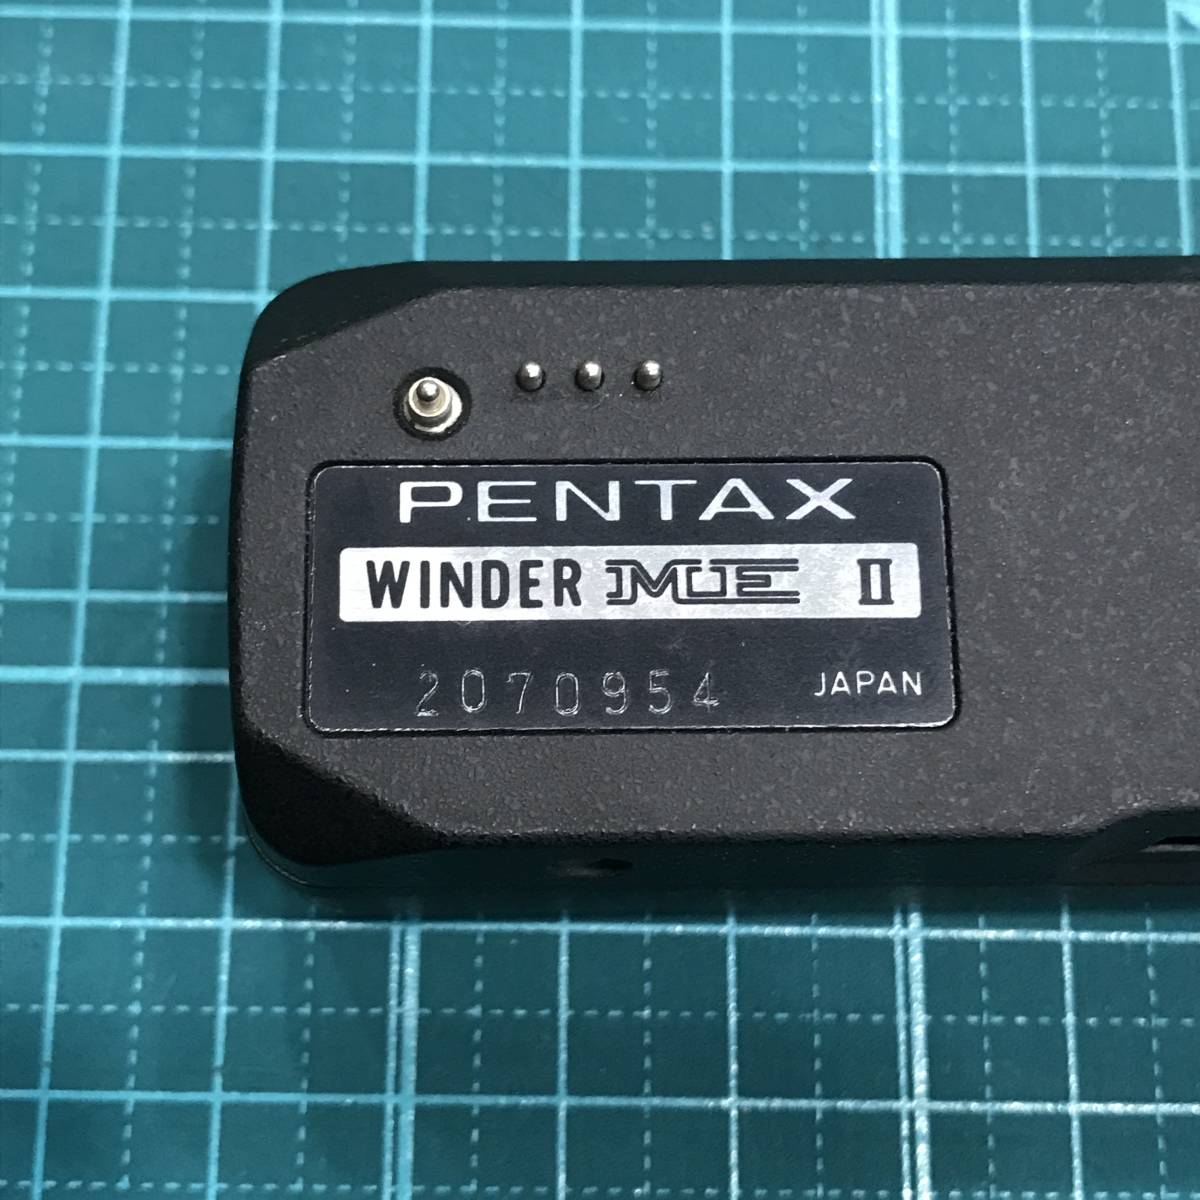 PENTAX
WINDER ME II
2070954 JAPAN